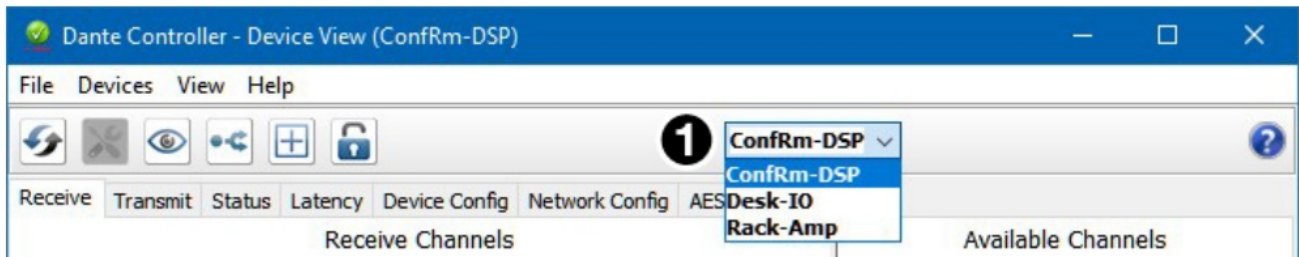 Dante Controller - Device View (ConfRm-DSP)
File Devices View Help
1 ConfRm-DSP
ConfRm-DSP
Desk-IO
Rack-Amp
Receive Transmit Status Latency Device Config Network Config AES
Receive Channels Available Channels